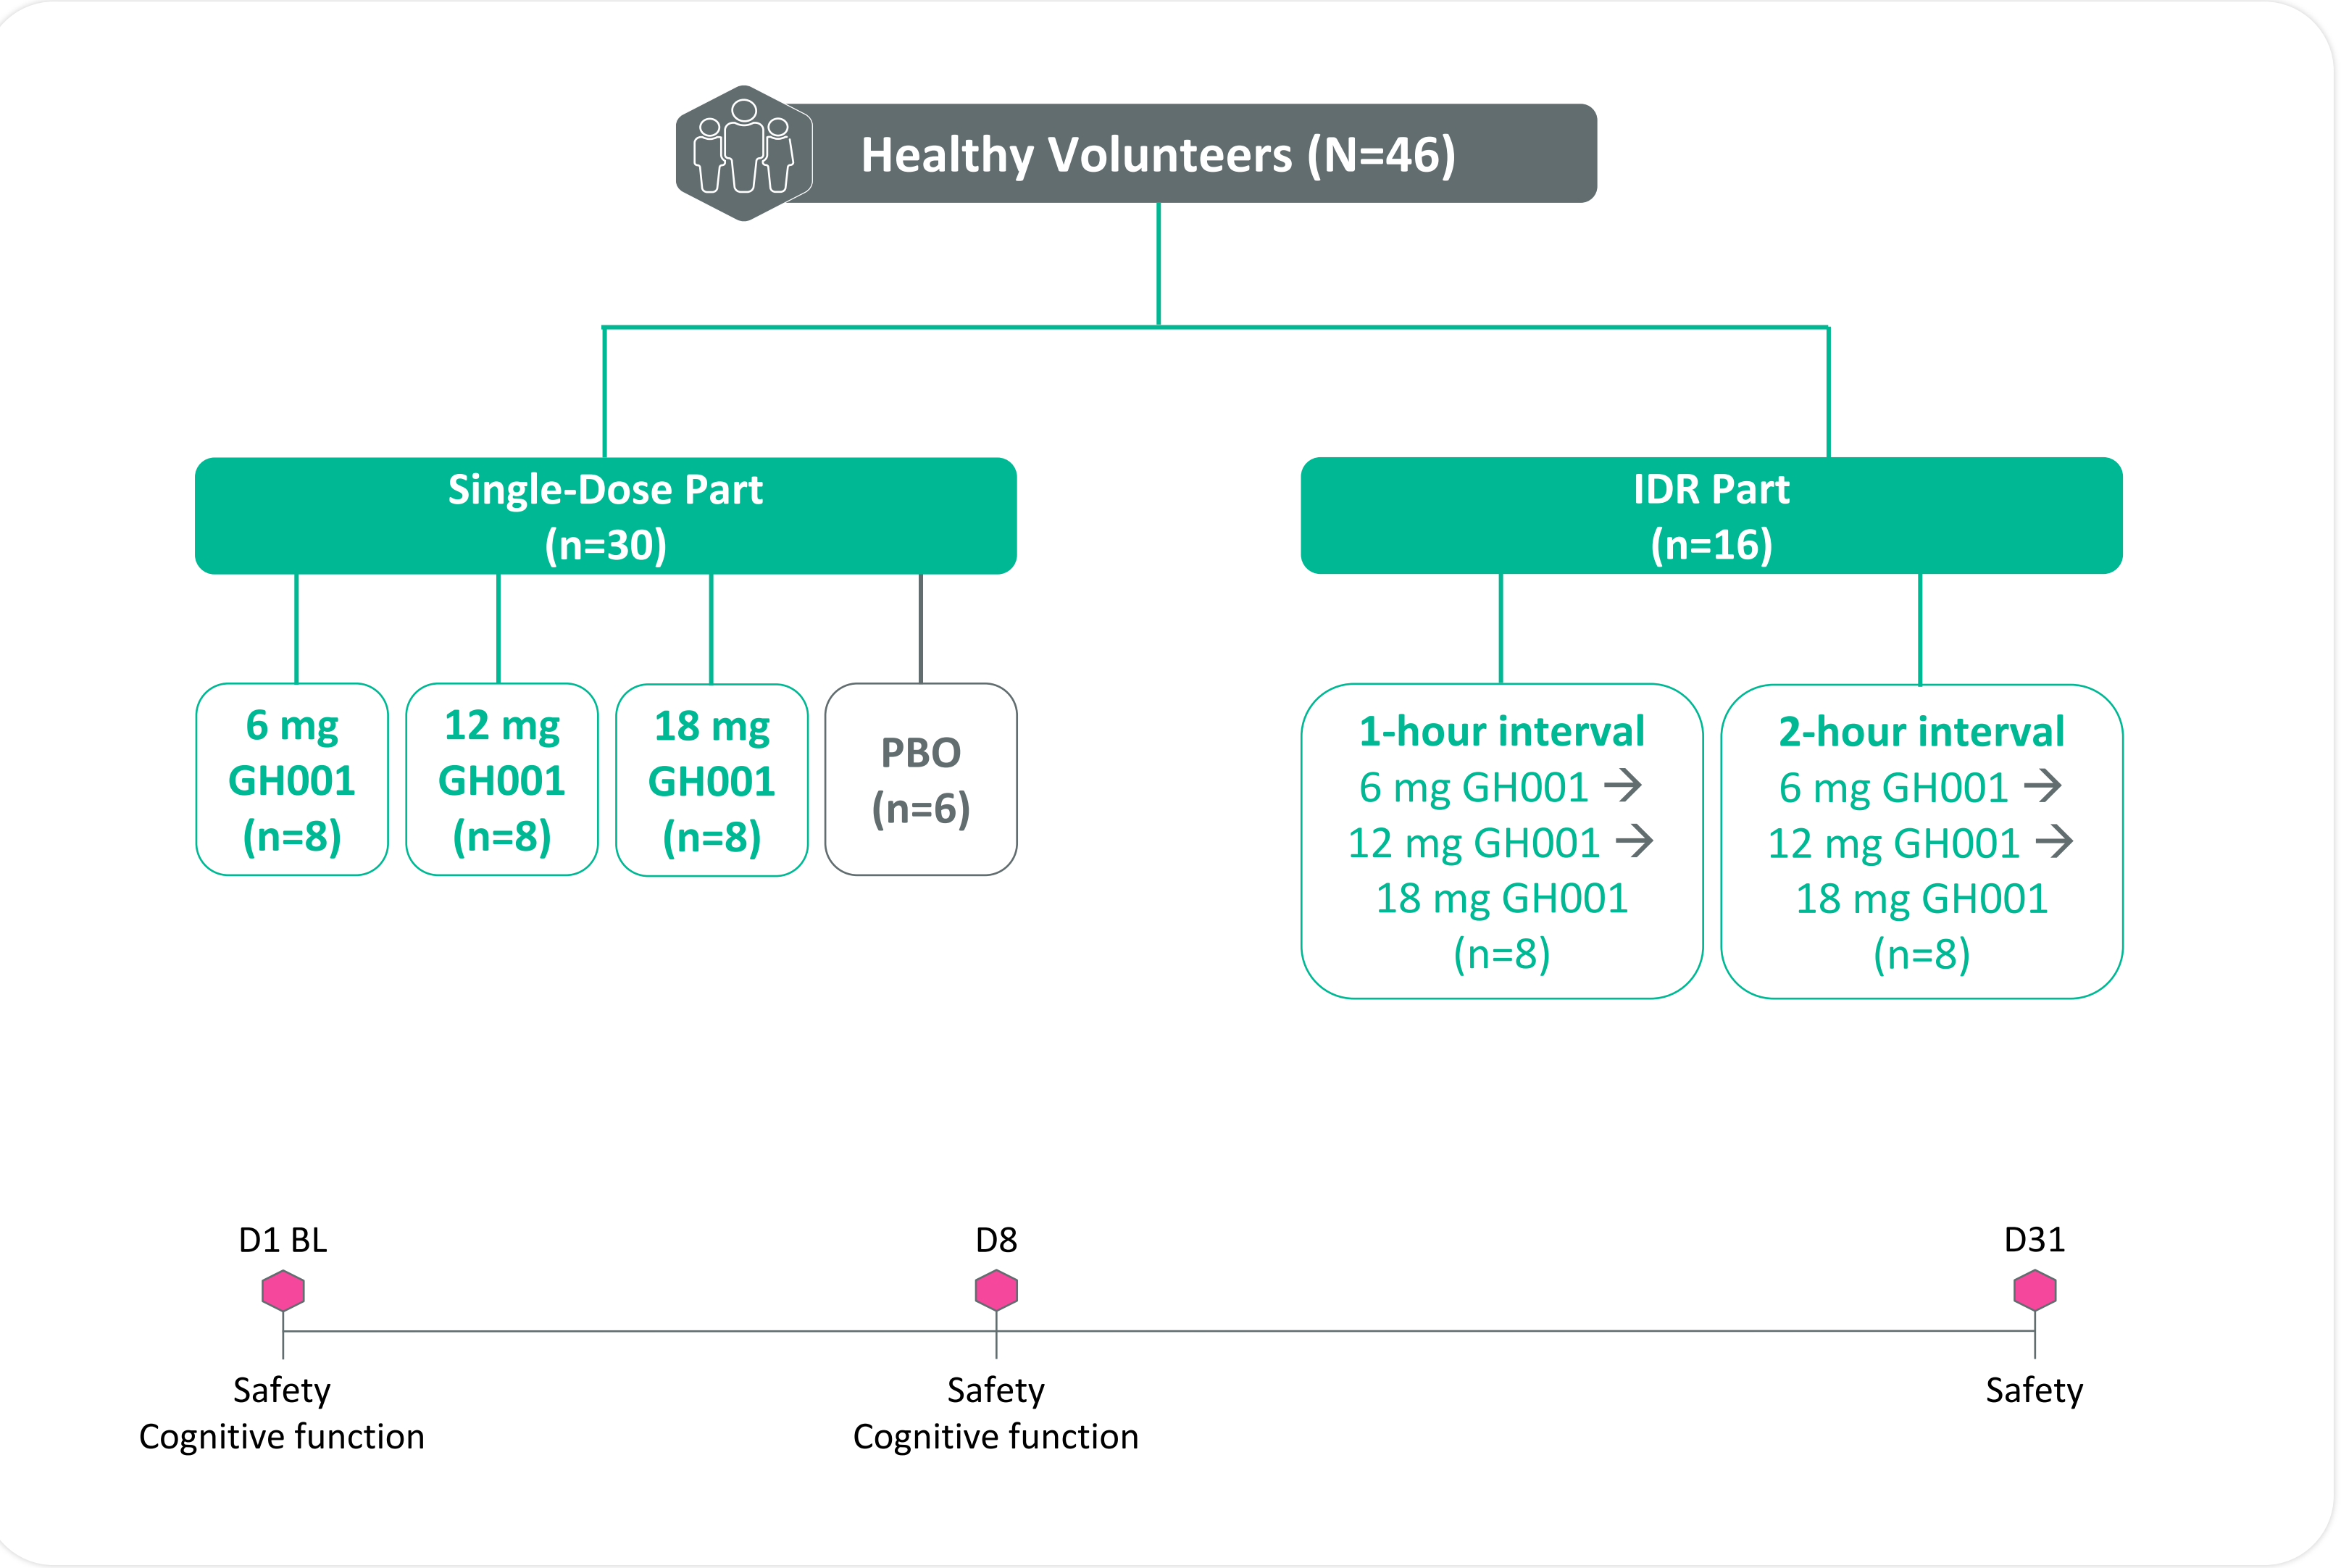 Healthy Volunteers (N=46)
Single-Dose Part
(n=30)
IDR Part
(n=16)
6 mg
GH001
(n=8)
12 mg
GH001
(n=8)
18 mg
GH001
(n=8)
PBO
(n=6)
1-hour interval
6 mg GH001 →
12 mg GH001 →
18 mg GH001
(n=8)
2-hour interval
6 mg GH001 →
12 mg GH001 →
18 mg GH001
(n=8)
D1 BL
Safety
Cognitive function
D8
Safety
Cognitive function
D31
Safety